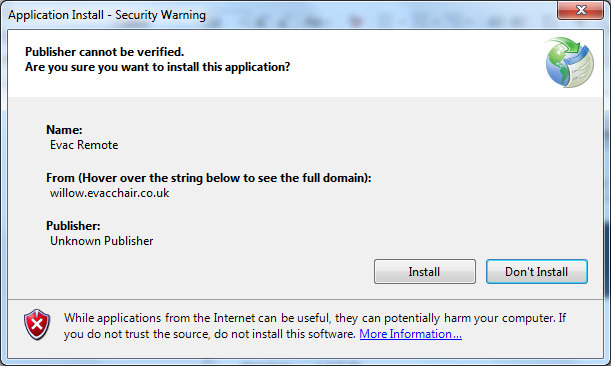 Application Install - Security Warning
Publisher cannot be verified.
Are you sure you want to install this application?
Name:
Evac Remote
From (Hover over the string below to see the full domain):
willow.evacchair.co.uk
Publisher:
Unknown Publisher
Install
Don't Install
While applications from the Internet can be useful, they can potentially harm your computer. If
you do not trust the source, do not install this software. More Information...